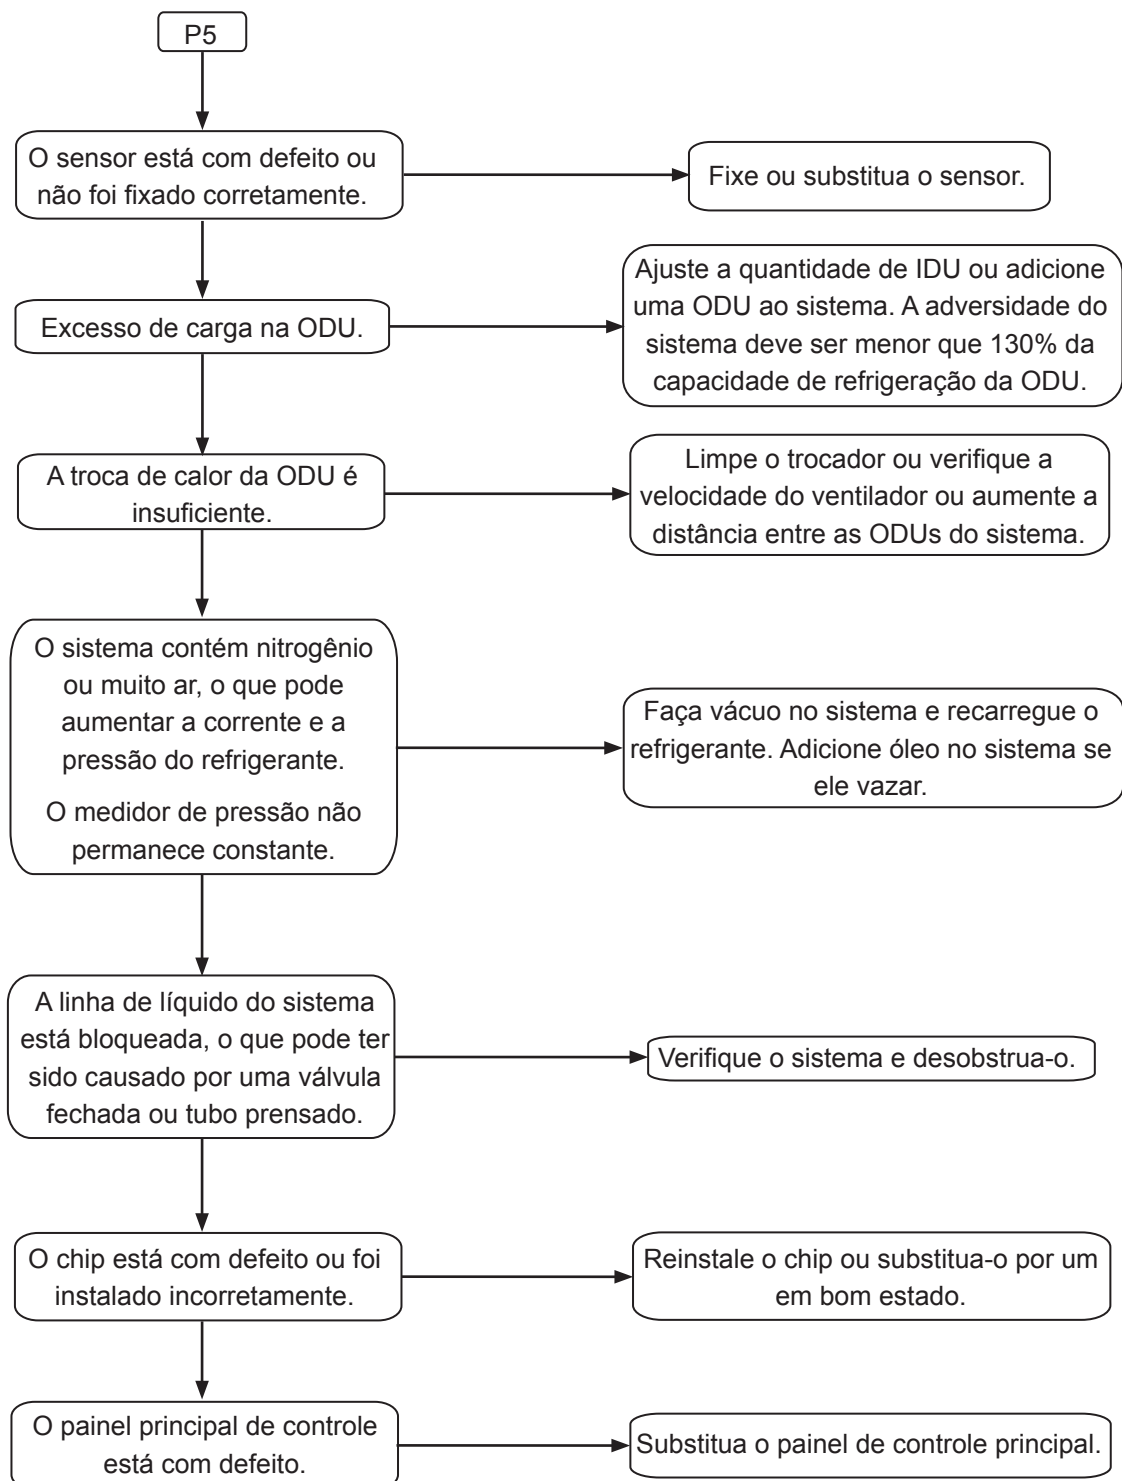 P5
O sensor está com defeito ou
não foi fixado corretamente.
Fixe ou substitua o sensor.
Excesso de carga na ODU.
Ajuste a quantidade de IDU ou adicione
uma ODU ao sistema. A adversidade do
sistema deve ser menor que 130% da
capacidade de refrigeração da ODU.
A troca de calor da ODU é
insuficiente.
Limpe o trocador ou verifique a
velocidade do ventilador ou aumente a
distância entre as ODUs do sistema.
O sistema contém nitrogênio
ou muito ar, o que pode
aumentar a corrente e a
pressão do refrigerante.
O medidor de pressão não
permanece constante.
Faça vácuo no sistema e recarregue o
refrigerante. Adicione óleo no sistema se
ele vazar.
A linha de líquido do sistema
está bloqueada, o que pode ter
sido causado por uma válvula
fechada ou tubo prensado.
Verifique o sistema e desobstrua-o.
O chip está com defeito ou foi
instalado incorretamente.
Reinstale o chip ou substitua-o por um
em bom estado.
O painel principal de controle
está com defeito.
Substitua o painel de controle principal.